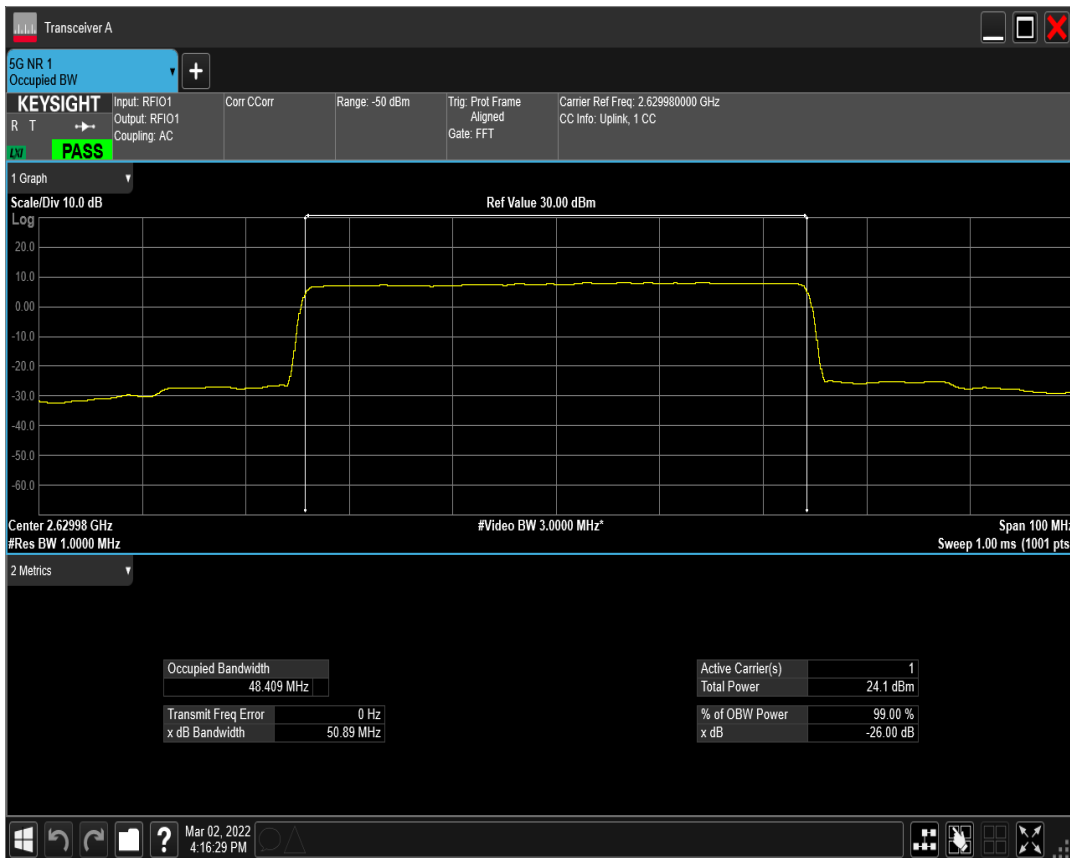 Transceiver A
5G NR 1
Occupied BW
+
KEYSIGHT
R T
LXI
PASS
Input: RFIO1
Output: RFIO1
Coupling: AC
Corr CCorr
Range: -50 dBm
Trig: Prot Frame
Aligned
Gate: FFT
Carrier Ref Freq: 2.629980000 GHz
CC Info: Uplink, 1 CC
1 Graph
Scale/Div 10.0 dB
Ref Value 30.00 dBm
Log
20.0
10.0
0.00
-10.0
-20.0
-30.0
-40.0
-50.0
-60.0
Center 2.62998 GHz
#Video BW 3.0000 MHz*
Span 100 MHz
#Res BW 1.0000 MHz
Sweep 1.00 ms (1001 pts
2 Metrics
Occupied Bandwidth
48.409 MHz
Transmit Freq Error 0 Hz
x dB Bandwidth 50.89 MHz
Active Carrier(s) 1
Total Power 24.1 dBm
% of OBW Power 99.00 %
x dB -26.00 dB
?
Mar 02, 2022
4:16:29 PM